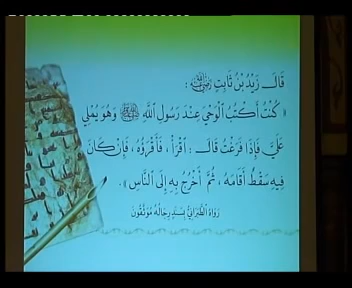 قَالَ زَيْدُ بْنُ ثَابِتٍ رضي الله عنه :
« كُنْتُ أَكْتُبُ الْوَحْيَ عِنْدَ رَسُولِ اللَّهِ ﷺ وَهُوَ يُمْلِي
عَلَيَّ فَإِذَا فَرَغْتُ قَالَ : اقْرَأْ ، فَأَقْرَؤُهُ ، فَإِنْ كَانَ
فِيهِ سَقْطٌ أَقَامَهُ ، ثُمَّ أَخْرُجُ بِهِ إِلَى النَّاسِ » .
رَوَاهُ الطَّبَرَانِيُّ بِسَنَدٍ رِجَالُهُ مُوَثَّقُونَ